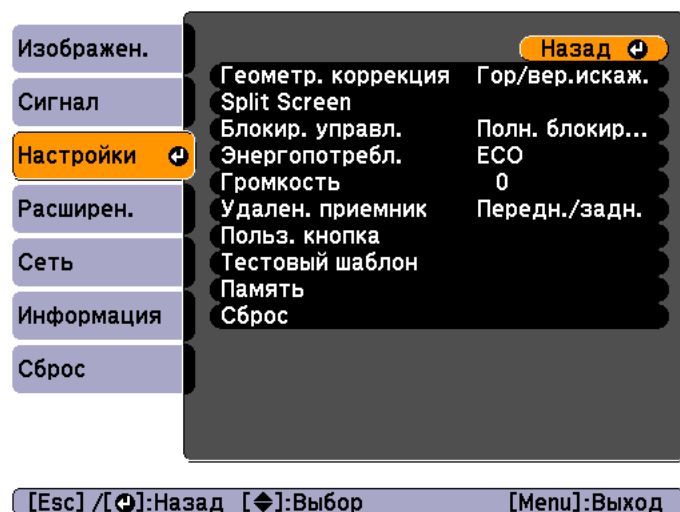 Изображен.
Сигнал
Настройки
Расширен.
Сеть
Информация
Сброс
Назад
Геометр. коррекция Гор/вер.искаж.
Split Screen
Блокир. управл. Полн. блокир...
Энергопотребл. ECO
Громкость 0
Удален. приемник Передн./задн.
Польз. кнопка
Тестовый шаблон
Память
Сброс
[Esc] /[⏎]:Назад [◆]:Выбор [Menu]:Выход